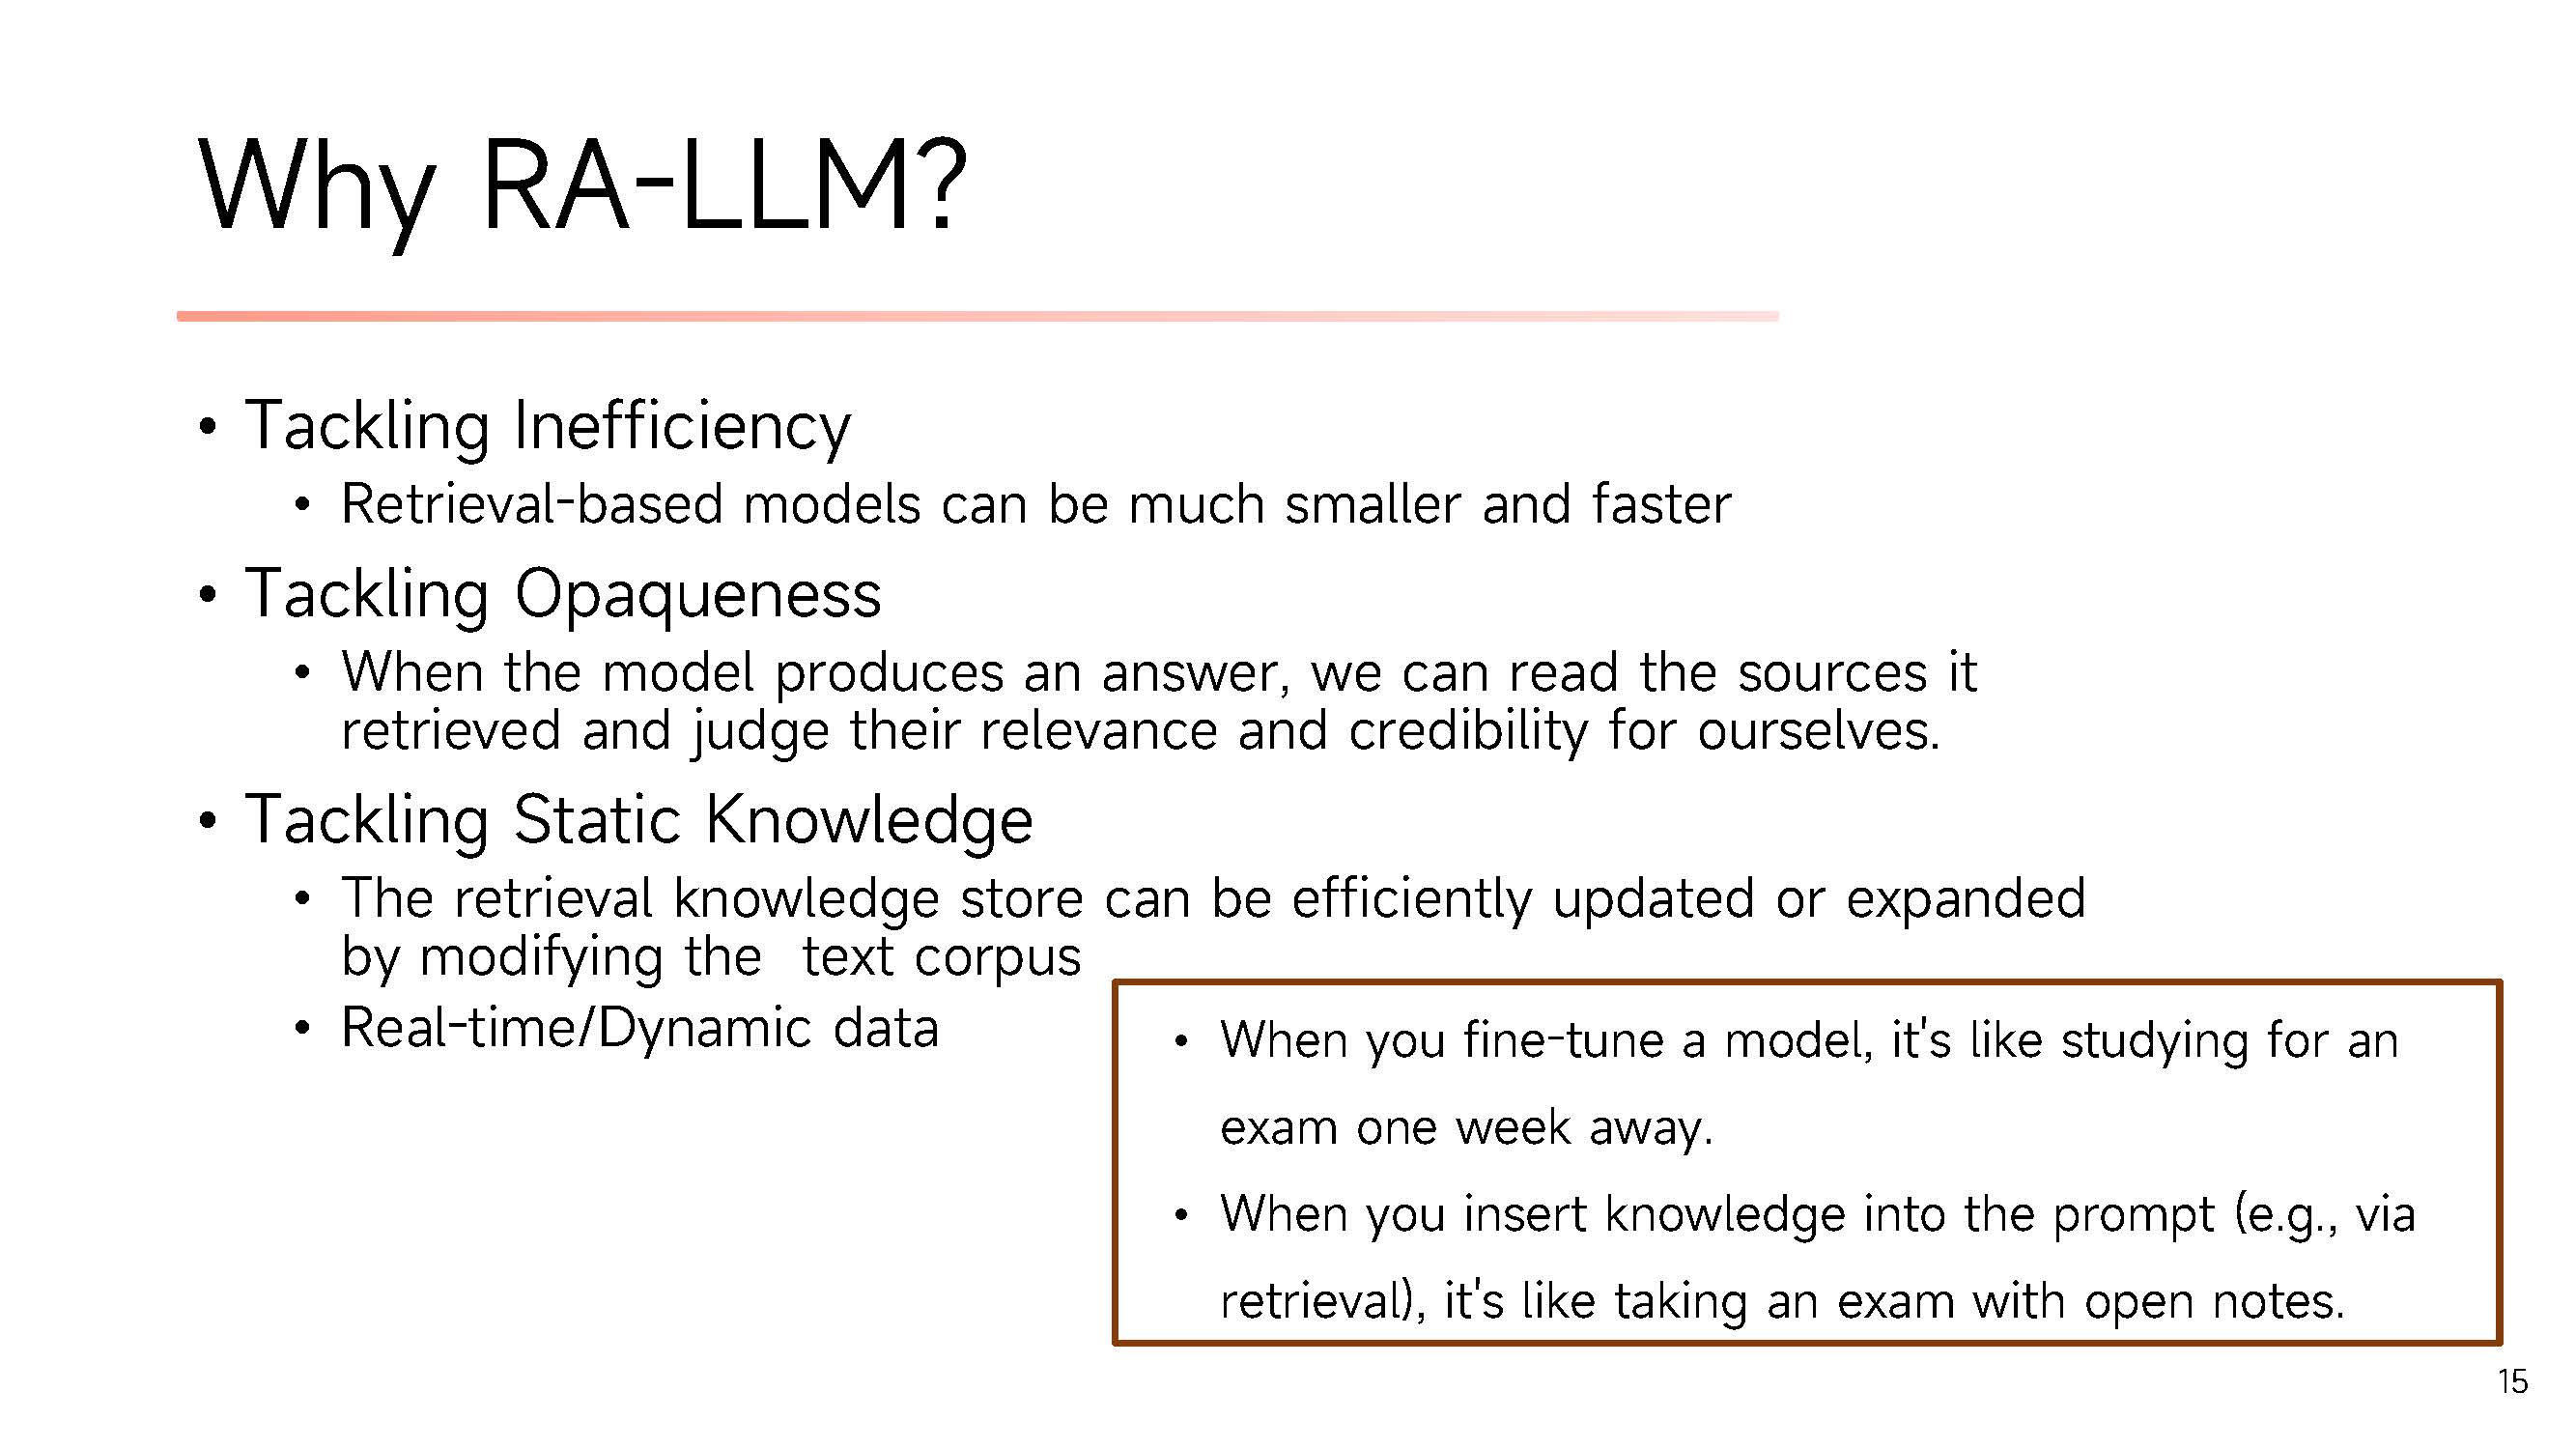 Why RA-LLM?
• Tackling Inefficiency
• Retrieval-based models can be much smaller and faster
• Tackling Opaqueness
• When the model produces an answer, we can read the sources it
retrieved and judge their relevance and credibility for ourselves.
• Tackling Static Knowledge
• The retrieval knowledge store can be efficiently updated or expanded
by modifying the text corpus
• Real-time/Dynamic data
• When you fine-tune a model, it's like studying for an
exam one week away.
• When you insert knowledge into the prompt (e.g., via
retrieval), it's like taking an exam with open notes.
15